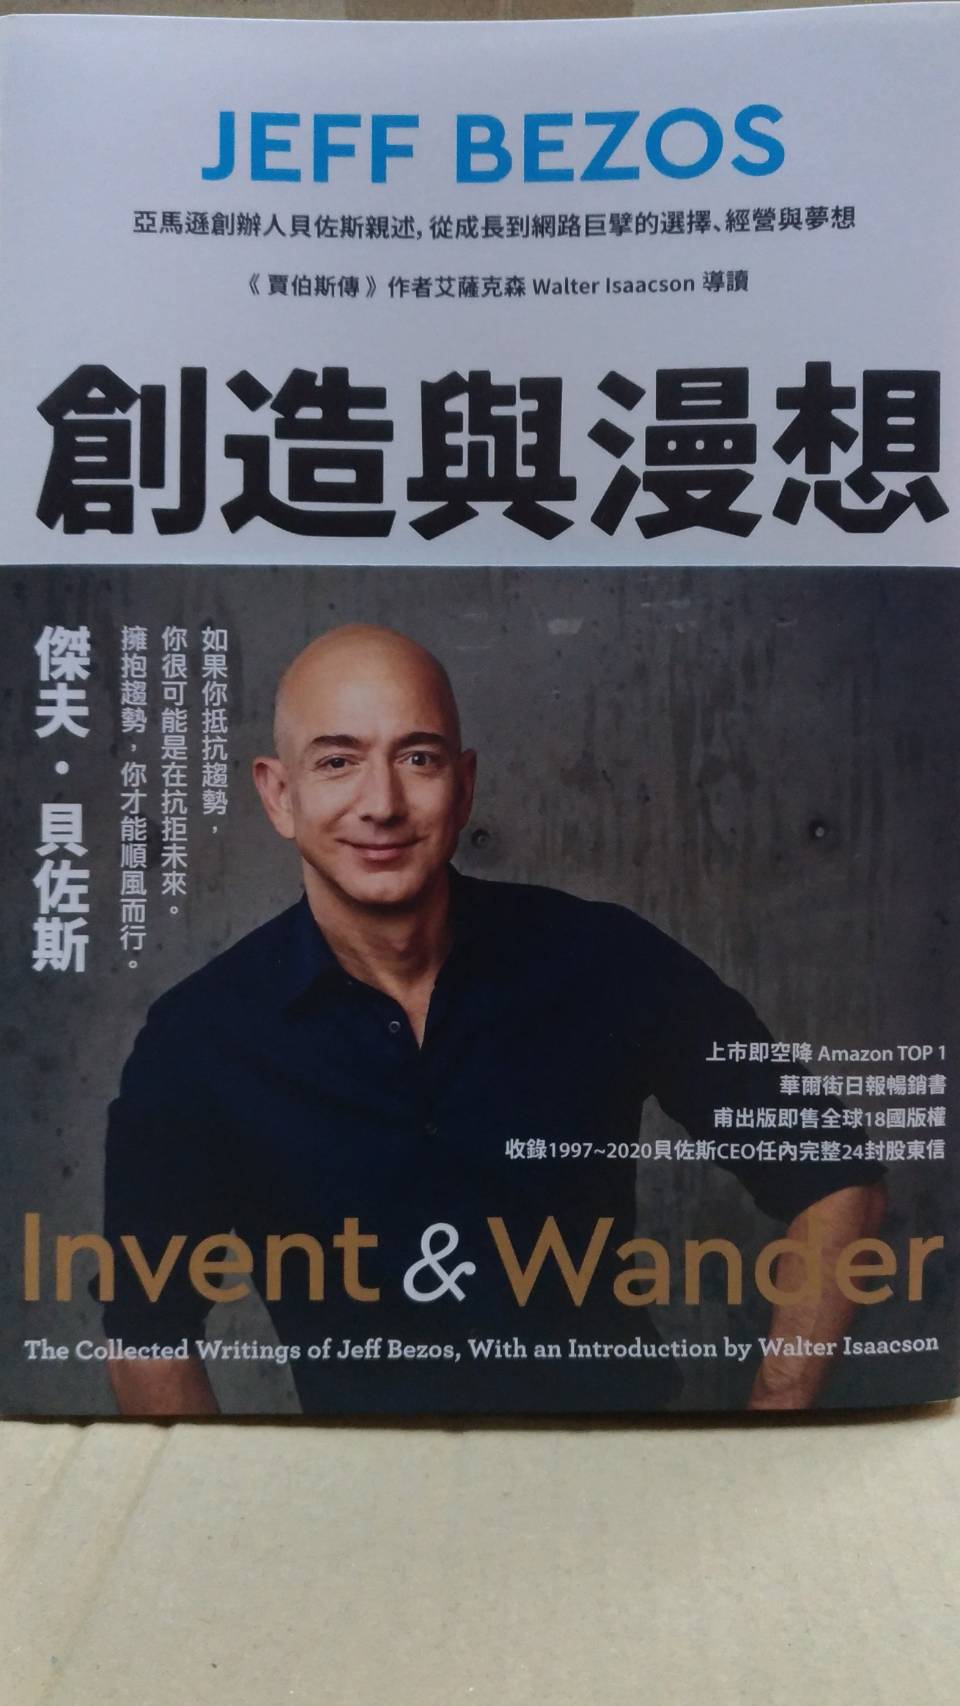 JEFF BEZOS
亞馬遜創辦人貝佐斯親述, 從成長到網路巨擘的選擇、經營與夢想
《賈伯斯傳》作者艾薩克森 Walter Isaacson 導讀
創造與漫想
如果你抵抗趨勢，
你很可能是在抗拒未來。
擁抱趨勢，你才能順風而行。
傑夫・貝佐斯
上市即空降 Amazon TOP 1
華爾街日報暢銷書
甫出版即售全球18國版權
收錄1997~2020貝佐斯CEO任內完整24封股東信
Invent & Wander
The Collected Writings of Jeff Bezos, With an Introduction by Walter Isaacson